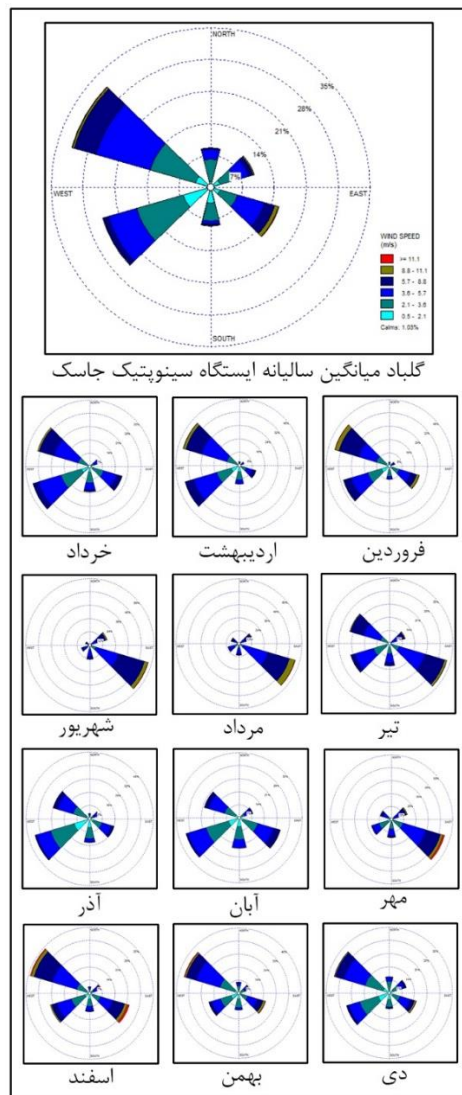 NORTH
35%
28%
21%
14%
7%
WEST
EAST
WIND SPEED
(m/s)
>= 11.1
8.8 - 11.1
5.7 - 8.8
3.6 - 5.7
2.1 - 3.6
0.5 - 2.1
Calms: 1.03%
SOUTH
گلباد میانگین سالیانه ایستگاه سینوپتیک جاسک
فروردین
اردیبهشت
خرداد
تیر
مرداد
شهریور
مهر
آبان
آذر
دی
بهمن
اسفند